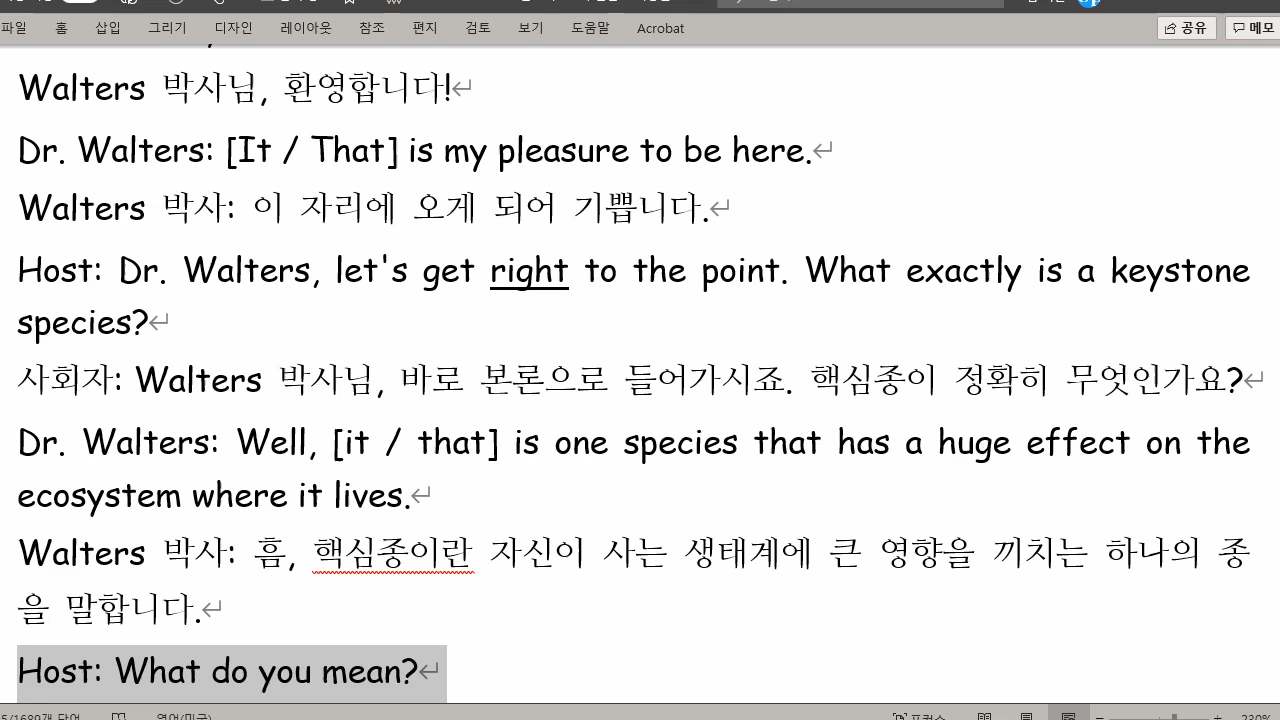 파일 홈 삽입 그리기 디자인 레이아웃 참조 편지 검토 보기 도움말 Acrobat 공유 메모
Walters 박사님, 환영합니다!
Dr. Walters: [It / That] is my pleasure to be here.
Walters 박사: 이 자리에 오게 되어 기쁩니다.
Host: Dr. Walters, let's get right to the point. What exactly is a keystone
species?
사회자: Walters 박사님, 바로 본론으로 들어가시죠. 핵심종이 정확히 무엇인가요?
Dr. Walters: Well, [it / that] is one species that has a huge effect on the
ecosystem where it lives.
Walters 박사: 흠, 핵심종이란 자신이 사는 생태계에 큰 영향을 끼치는 하나의 종
을 말합니다.
Host: What do you mean?